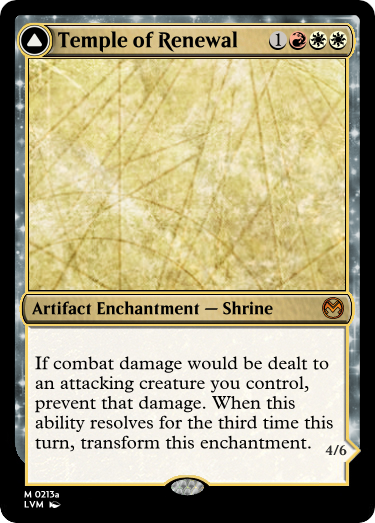 Temple of Renewal 1
Artifact Enchantment — Shrine
If combat damage would be dealt to
an attacking creature you control,
prevent that damage. When this
ability resolves for the third time this
turn, transform this enchantment.
4/6
M 0213a
LVM